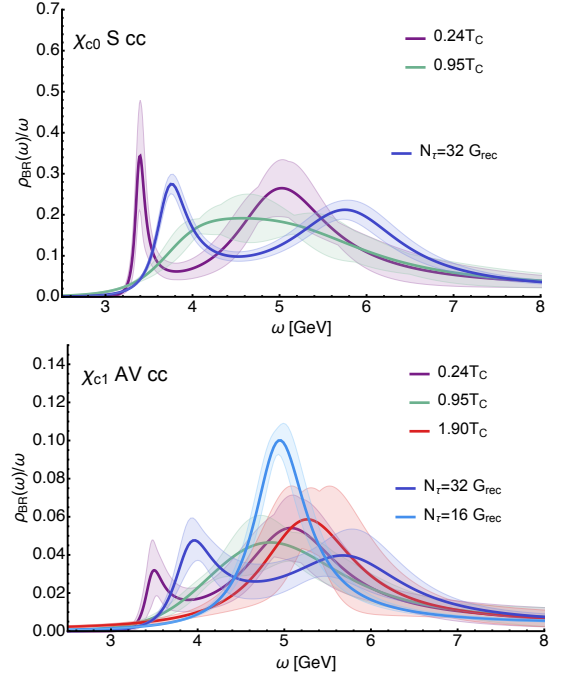 χc0 S cc
0.24TC
0.95TC
Nτ=32 Grec
ρBR(ω)/ω
0.7
0.6
0.5
0.4
0.3
0.2
0.1
0.0
3 4 5 6 7 8
ω [GeV]
χc1 AV cc
0.24TC
0.95TC
1.90TC
Nτ=32 Grec
Nτ=16 Grec
ρBR(ω)/ω
0.14
0.12
0.10
0.08
0.06
0.04
0.02
0.00
3 4 5 6 7 8
ω [GeV]